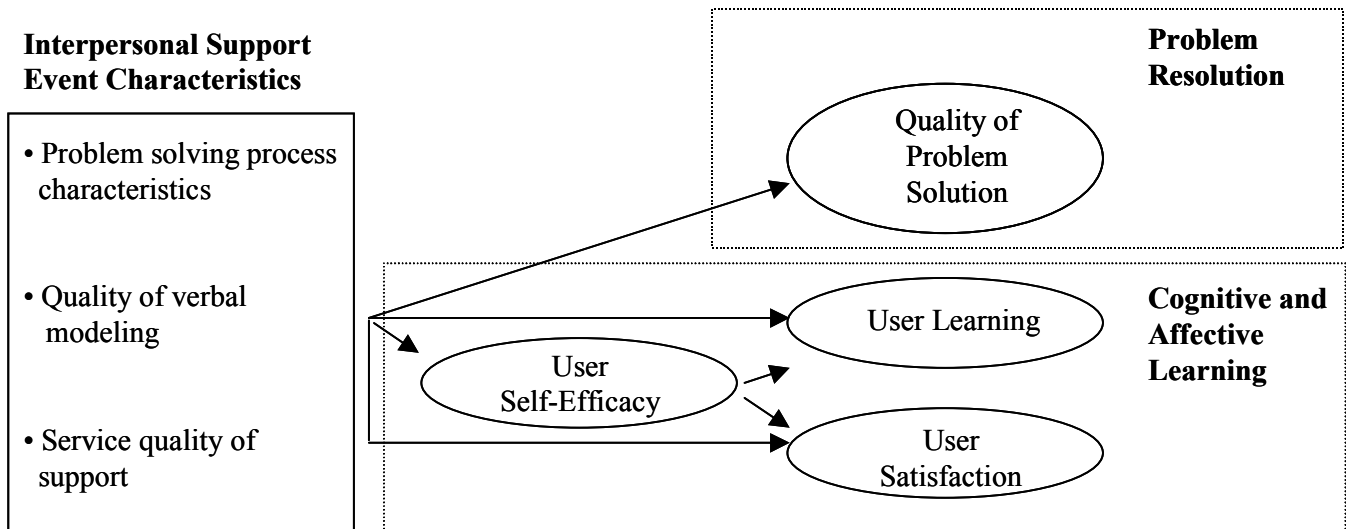 Interpersonal Support
Event Characteristics
• Problem solving process
characteristics
• Quality of verbal
modeling
• Service quality of
support
Problem
Resolution
Quality of
Problem
Solution
Cognitive and
Affective
Learning
User Learning
User
Self-Efficacy
User
Satisfaction